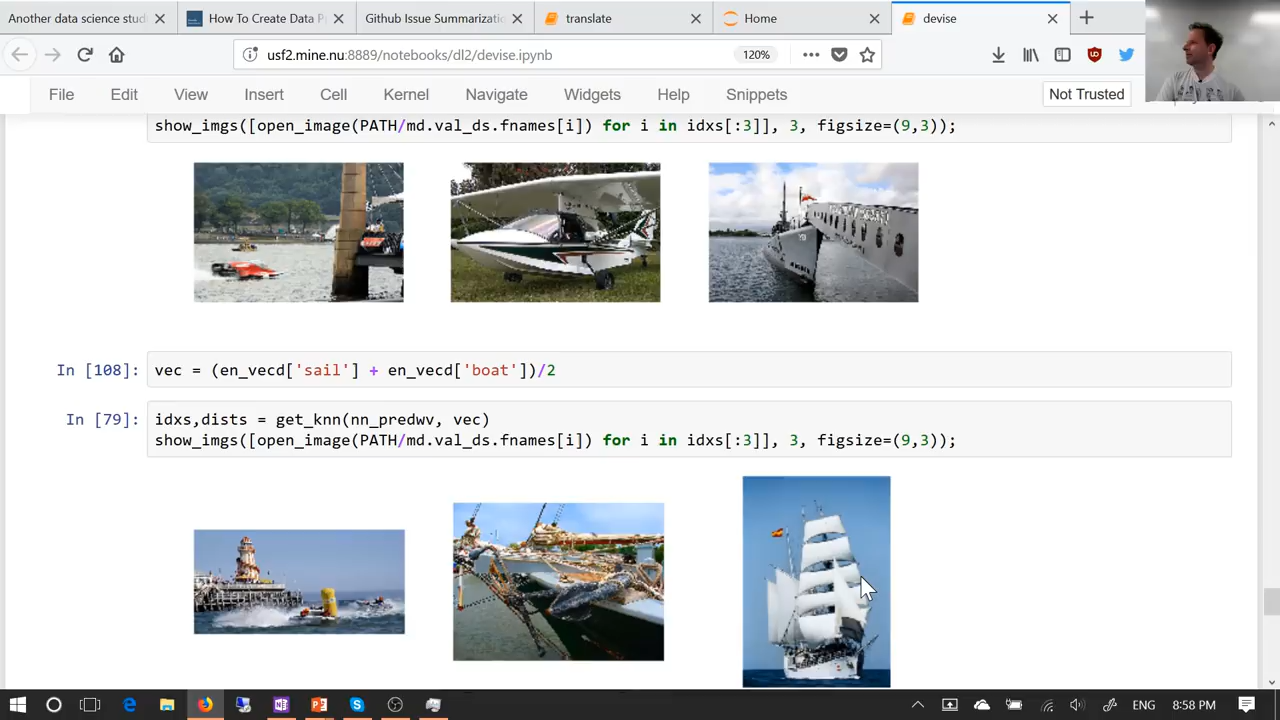 Another data science stud
How To Create Data P
Github Issue Summarizatio
translate
Home
devise
usf2.mine.nu:8889/notebooks/dl2/devise.ipynb
120%
File Edit View Insert Cell Kernel Navigate Widgets Help Snippets
Not Trusted
show_imgs([open_image(PATH/md.val_ds.fnames[i]) for i in idxs[:3]], 3, figsize=(9,3));
In [108]: vec = (en_vecd['sail'] + en_vecd['boat'])/2
In [79]: idxs,dists = get_knn(nn_predwv, vec)
show_imgs([open_image(PATH/md.val_ds.fnames[i]) for i in idxs[:3]], 3, figsize=(9,3));
ENG 8:58 PM